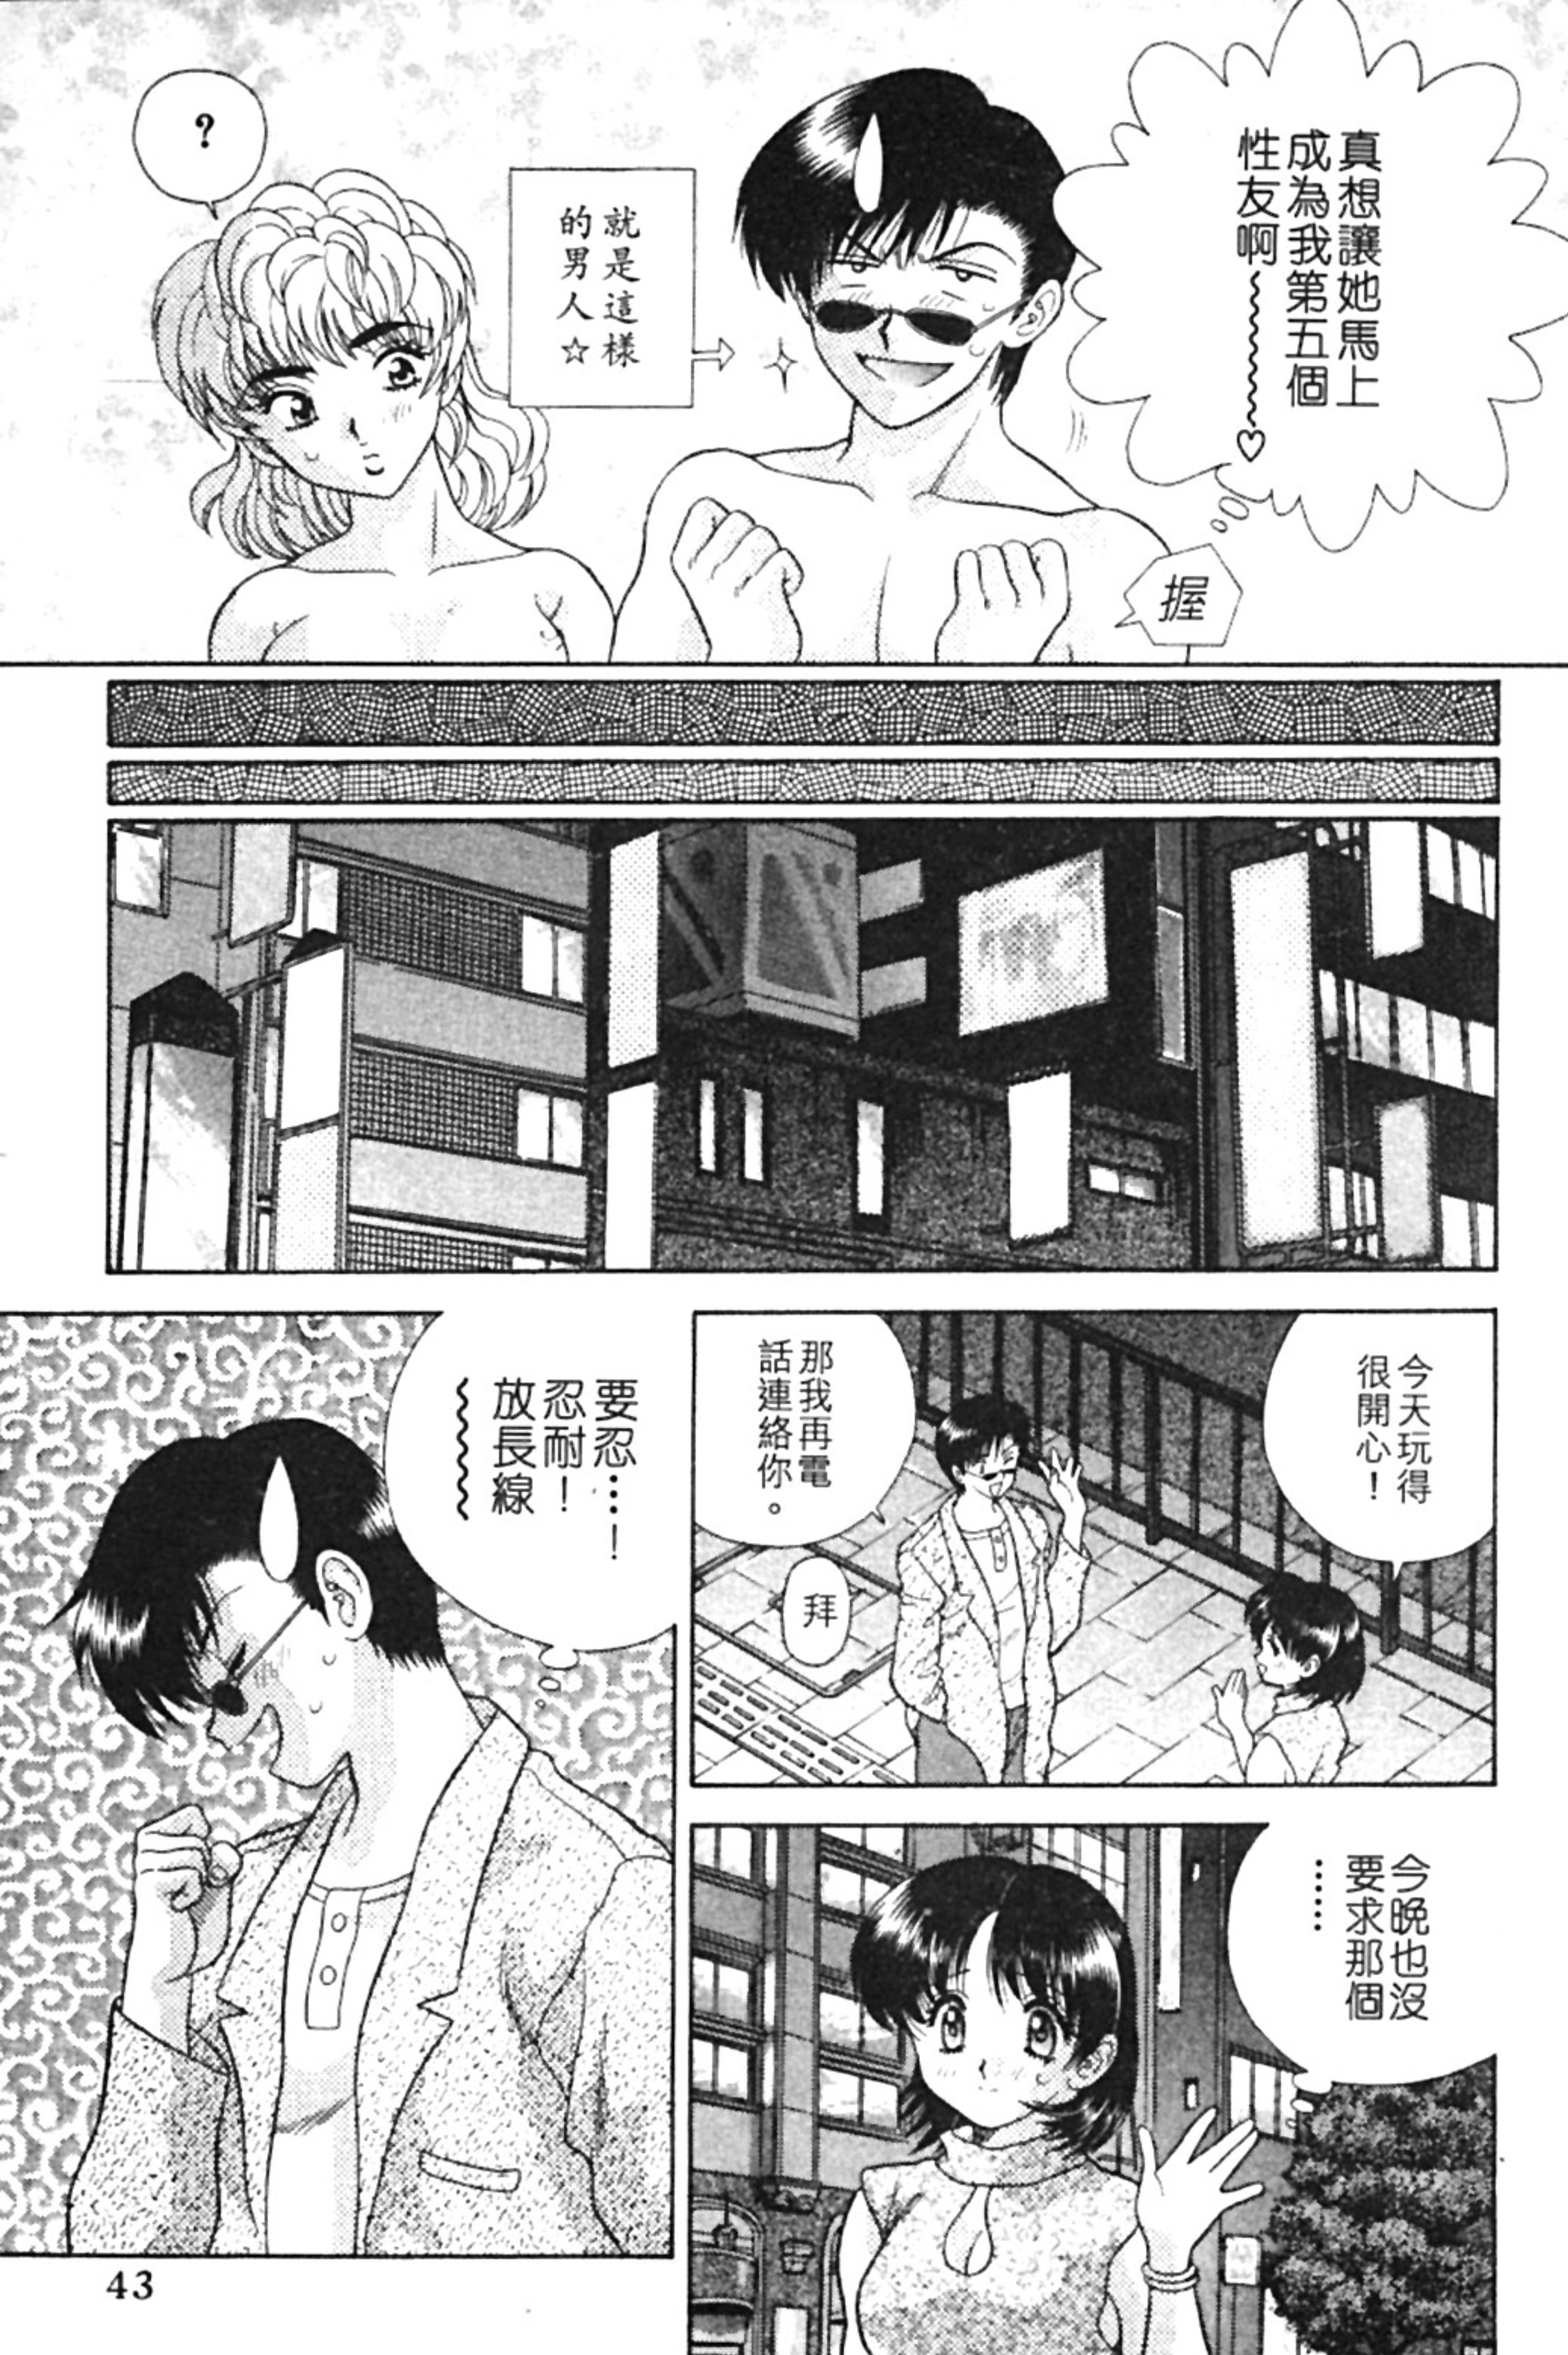 真想讓她馬上
成為我第五個
性友啊～♡
握
就是這樣
的男人☆
？
今天玩得
很開心！
那我再電
話連絡你。
拜
今晚也沒
要求那個
……
要忍…！
忍耐！
放長線
～
43